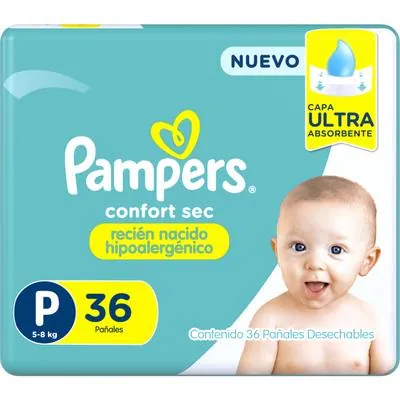 NUEVO
CAPA
ULTRA
ABSORBENTE
Pampers®
confort sec
recién nacido
hipoalergénico
P
5-8 kg
36
Pañales
Contenido 36 Pañales Desechables